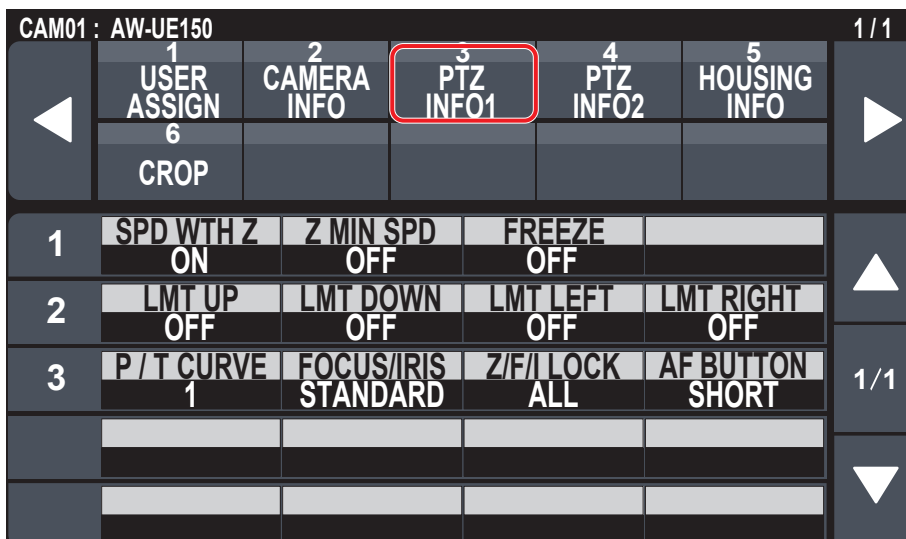 CAM01 : AW-UE150 1 / 1
1 2 3 4 5
USER ASSIGN CAMERA INFO PTZ INFO1 PTZ INFO2 HOUSING INFO
6
CROP
1 SPD WTH Z Z MIN SPD FREEZE
ON OFF OFF
2 LMT UP LMT DOWN LMT LEFT LMT RIGHT
OFF OFF OFF OFF
3 P / T CURVE FOCUS/IRIS Z/F/I LOCK AF BUTTON
1 STANDARD ALL SHORT
1/1